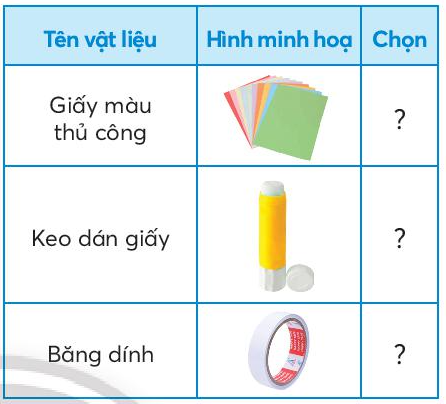 Tên vật liệu
Hình minh hoạ
Chọn
Giấy màu
thủ công
?
Keo dán giấy
?
Băng dính
?